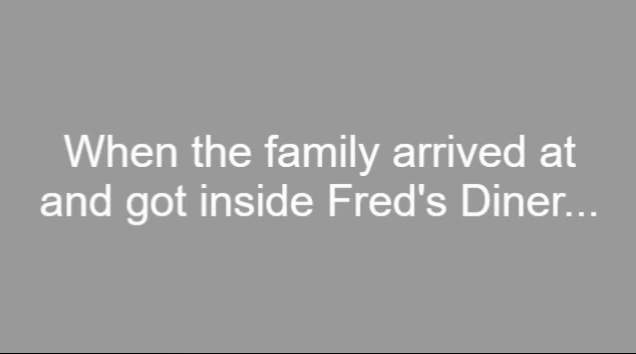 When the family arrived at
and got inside Fred's Diner...